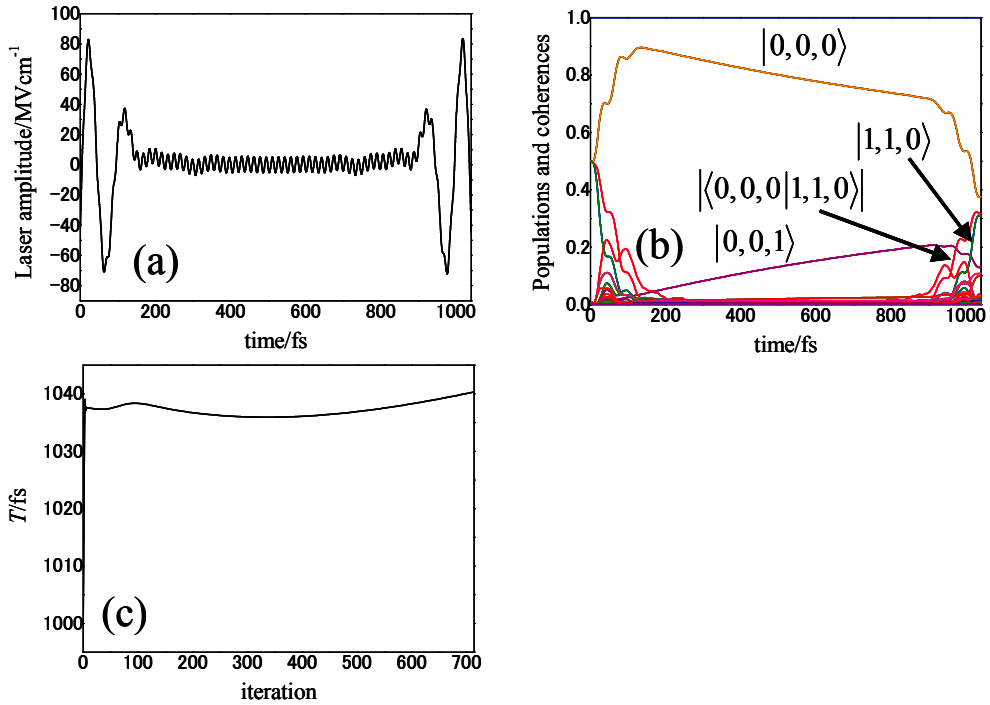 100
80
60
40
20
0
−20
−40
−60
−80
Laser amplitude/MVcm⁻¹
(a)
0 200 400 600 800 1000
time/fs
1.0
0.8
0.6
0.4
0.2
0.0
Populations and coherences
|0,0,0⟩
|1,1,0⟩
|⟨0,0,0|1,1,0⟩|
|0,0,1⟩
(b)
0 200 400 600 800 1000
time/fs
1040
1030
1020
1010
1000
T/fs
(c)
0 100 200 300 400 500 600 700
iteration